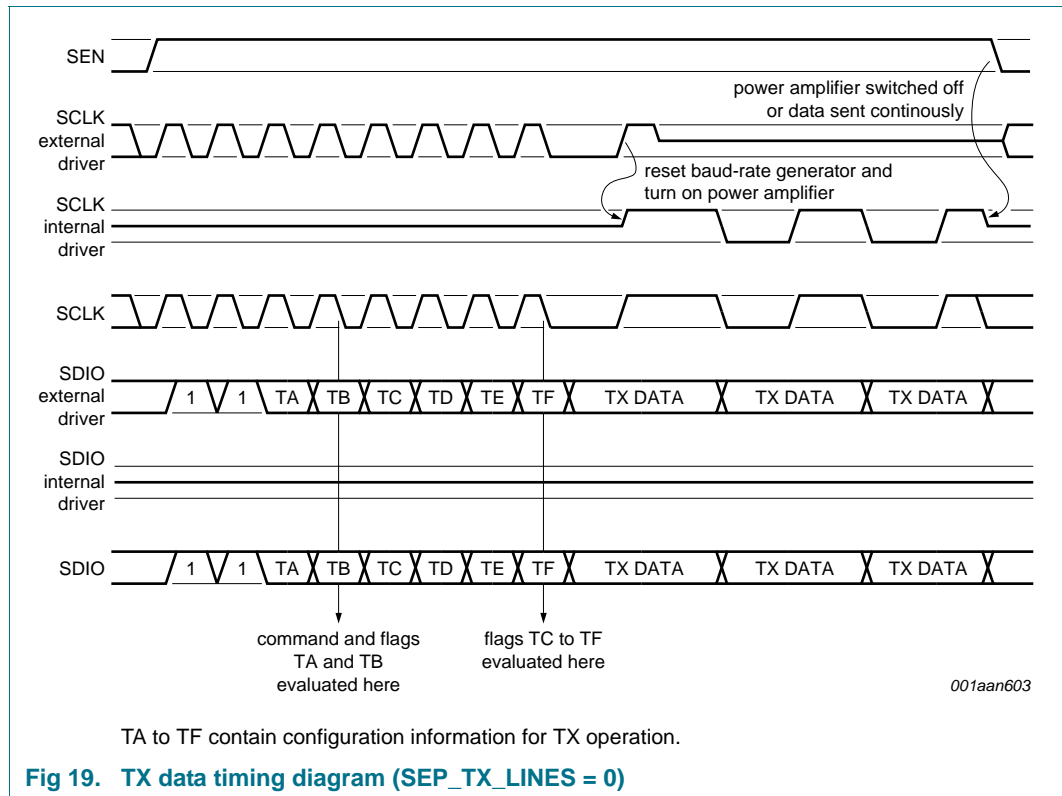 SEN
power amplifier switched off
or data sent continously
SCLK
external
driver
reset baud-rate generator and
turn on power amplifier
SCLK
internal
driver
SCLK
SDIO
external
driver
1 1 TA TB TC TD TE TF TX DATA TX DATA TX DATA
SDIO
internal
driver
SDIO
1 1 TA TB TC TD TE TF TX DATA TX DATA TX DATA
command and flags
TA and TB
evaluated here
flags TC to TF
evaluated here
001aan603
TA to TF contain configuration information for TX operation.
Fig 19. TX data timing diagram (SEP_TX_LINES = 0)